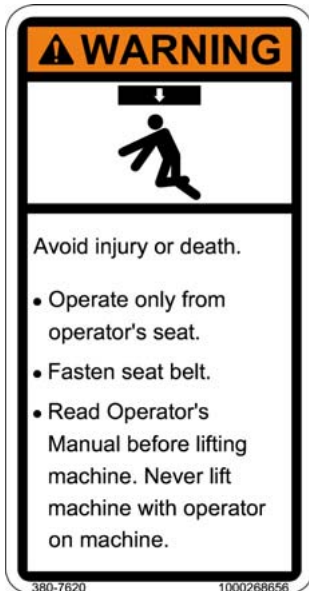 WARNING
Avoid injury or death.
• Operate only from
operator's seat.
• Fasten seat belt.
• Read Operator's
Manual before lifting
machine. Never lift
machine with operator
on machine.
380-7620 1000268656